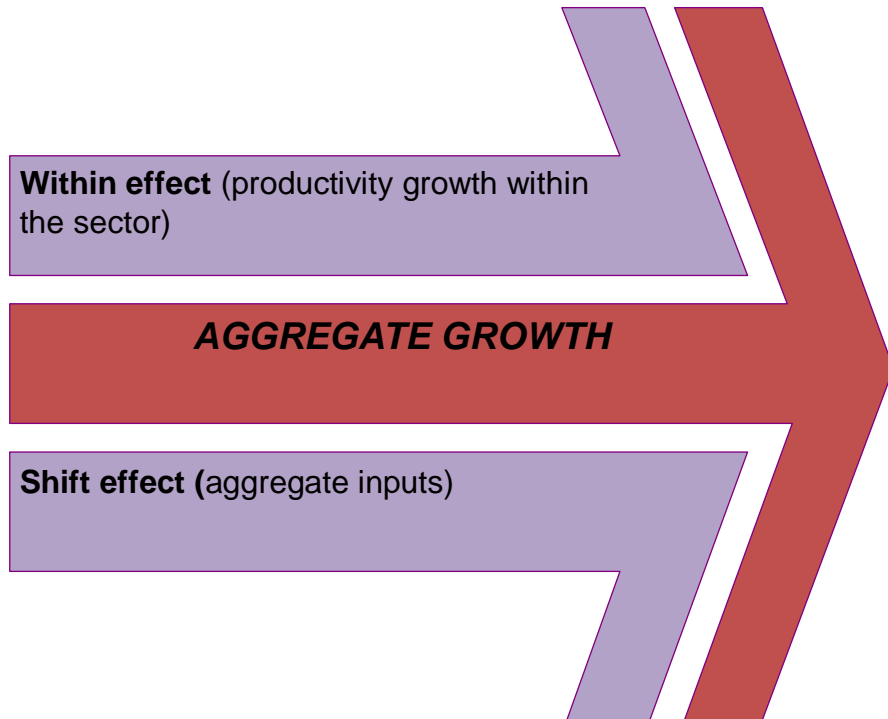 Within effect (productivity growth within
the sector)
AGGREGATE GROWTH
Shift effect (aggregate inputs)